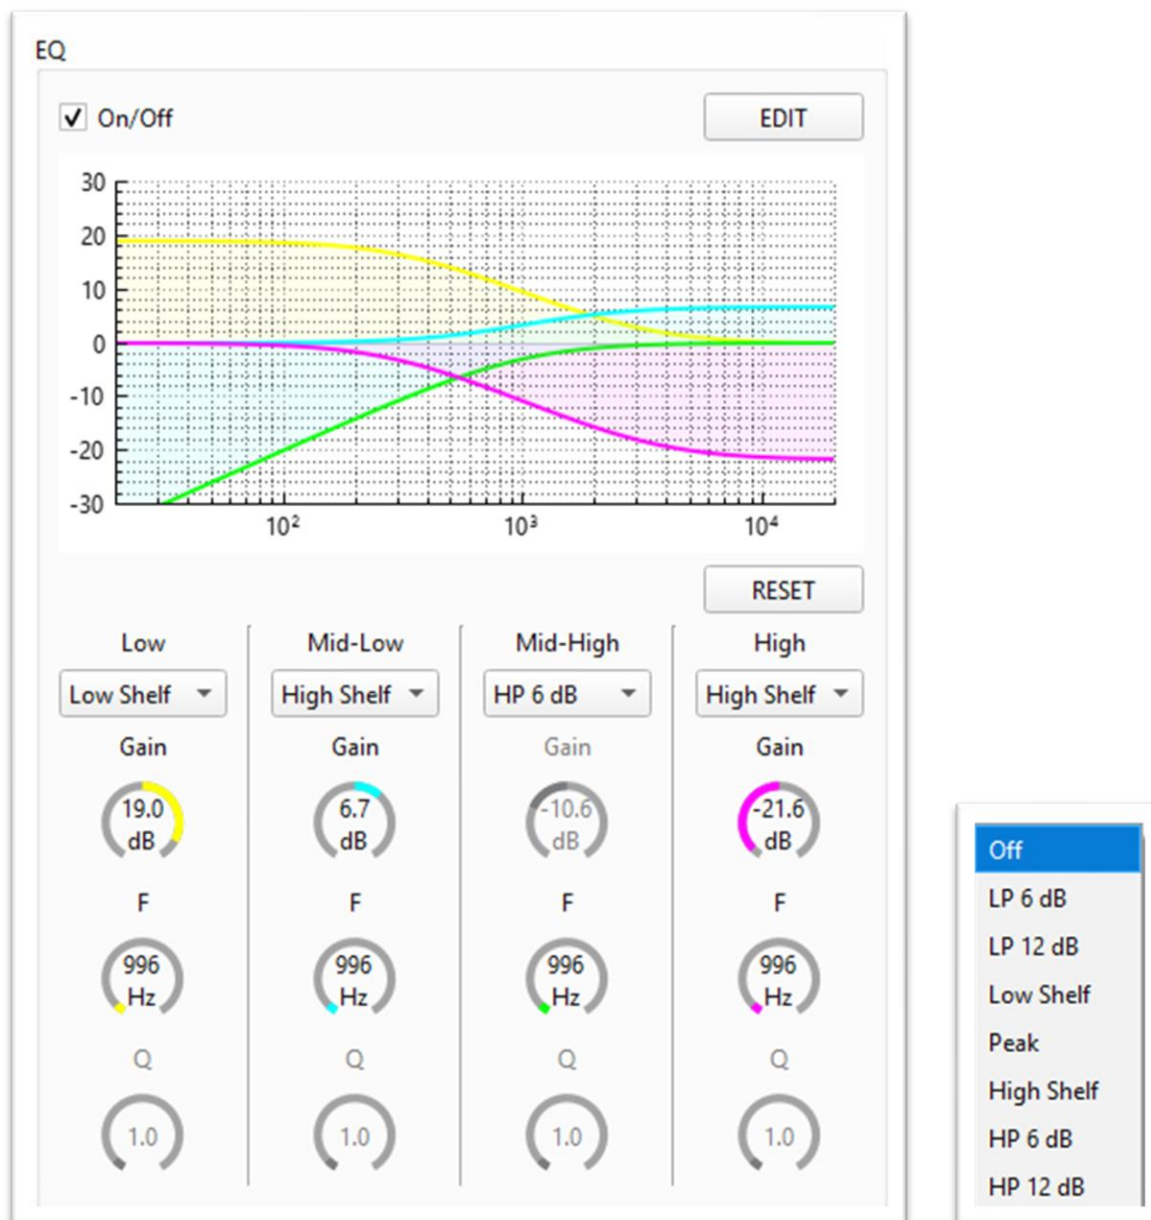 EQ
On/Off EDIT
30
20
10
0
-10
-20
-30
10² 10³ 10⁴
RESET
Low Mid-Low Mid-High High
Low Shelf High Shelf HP 6 dB High Shelf
Gain Gain Gain Gain
19.0 6.7 -10.6 -21.6
dB dB dB dB
F F F F
996 996 996 996
Hz Hz Hz Hz
Q Q Q Q
1.0 1.0 1.0 1.0
Off
LP 6 dB
LP 12 dB
Low Shelf
Peak
High Shelf
HP 6 dB
HP 12 dB